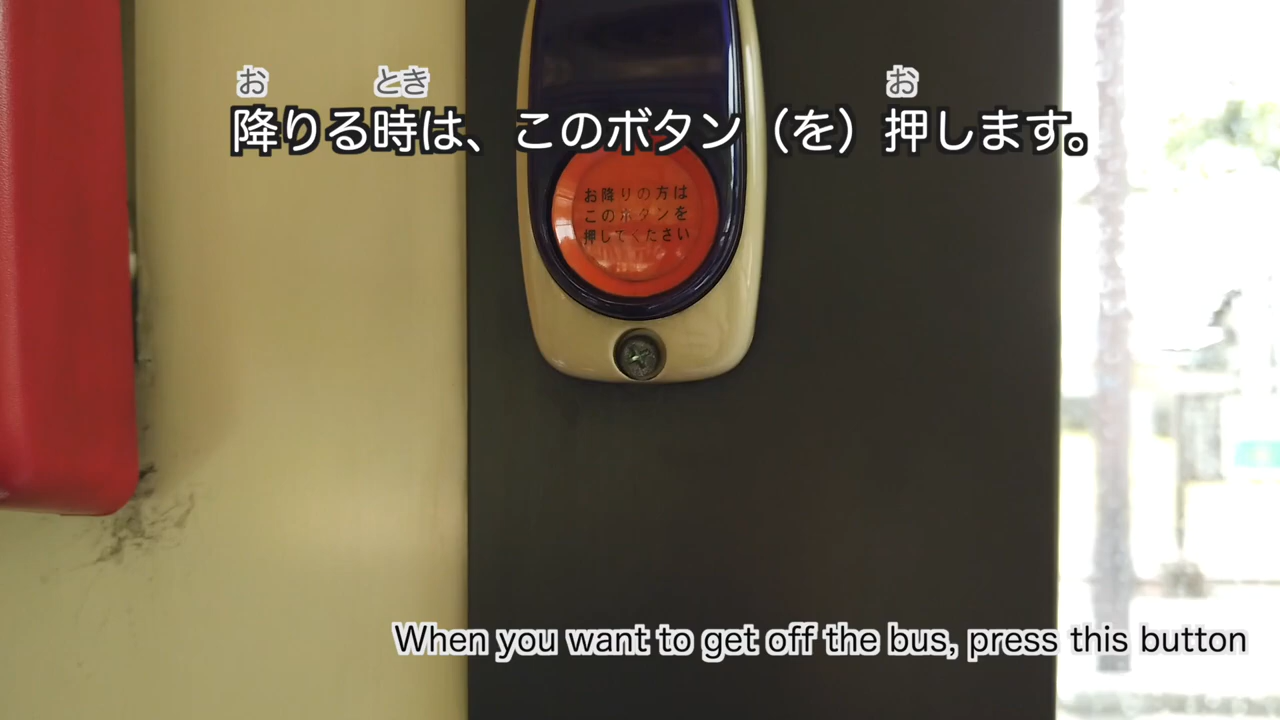 お とき お
降りる時は、このボタン（を）押します。
お降りの方は
このボタンを
押してください
When you want to get off the bus, press this button